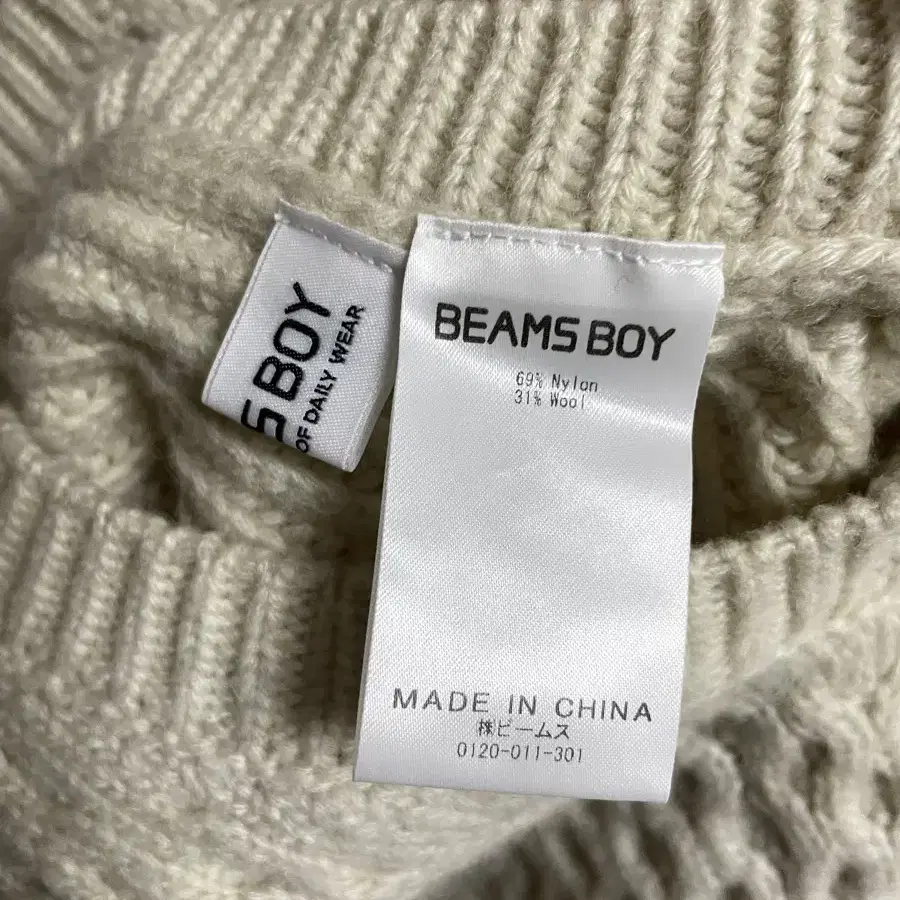 S BOY
OF DAILY WEAR
BEAMS BOY
69% Nylon
31% Wool
MADE IN CHINA
㈱ビームス
0120-011-301